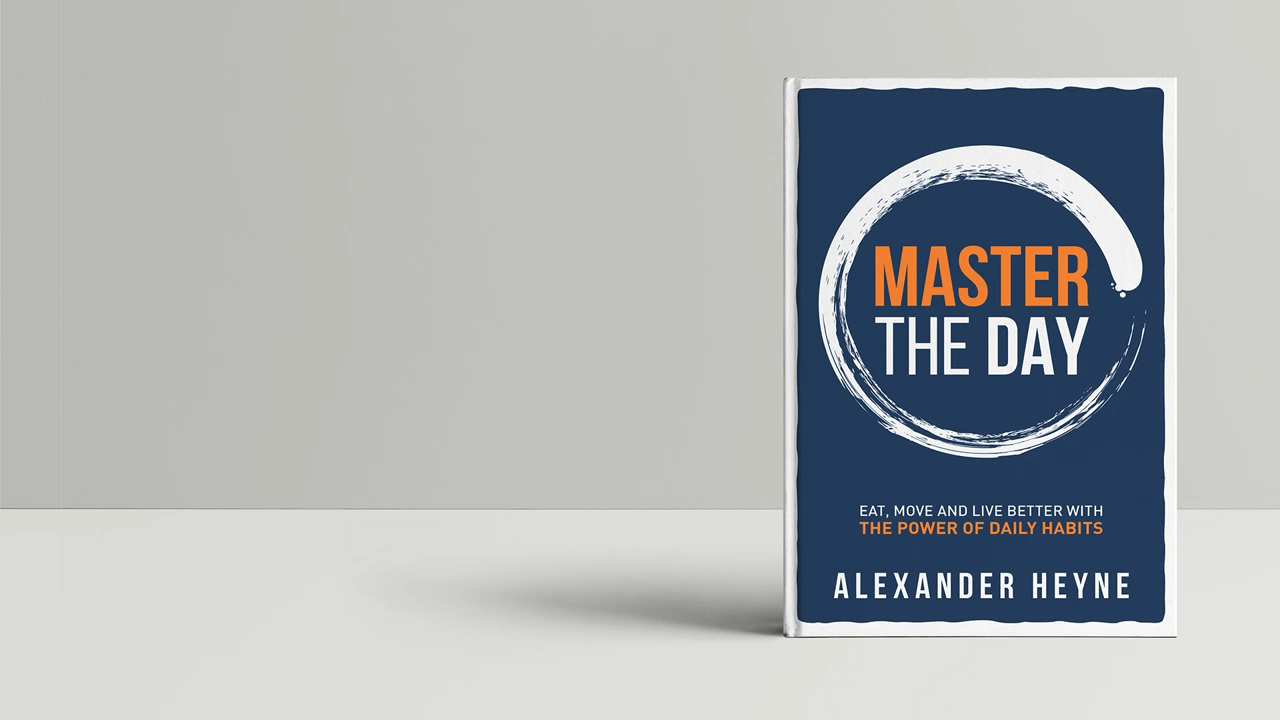 MASTER
THE DAY
EAT, MOVE AND LIVE BETTER WITH
THE POWER OF DAILY HABITS
ALEXANDER HEYNE